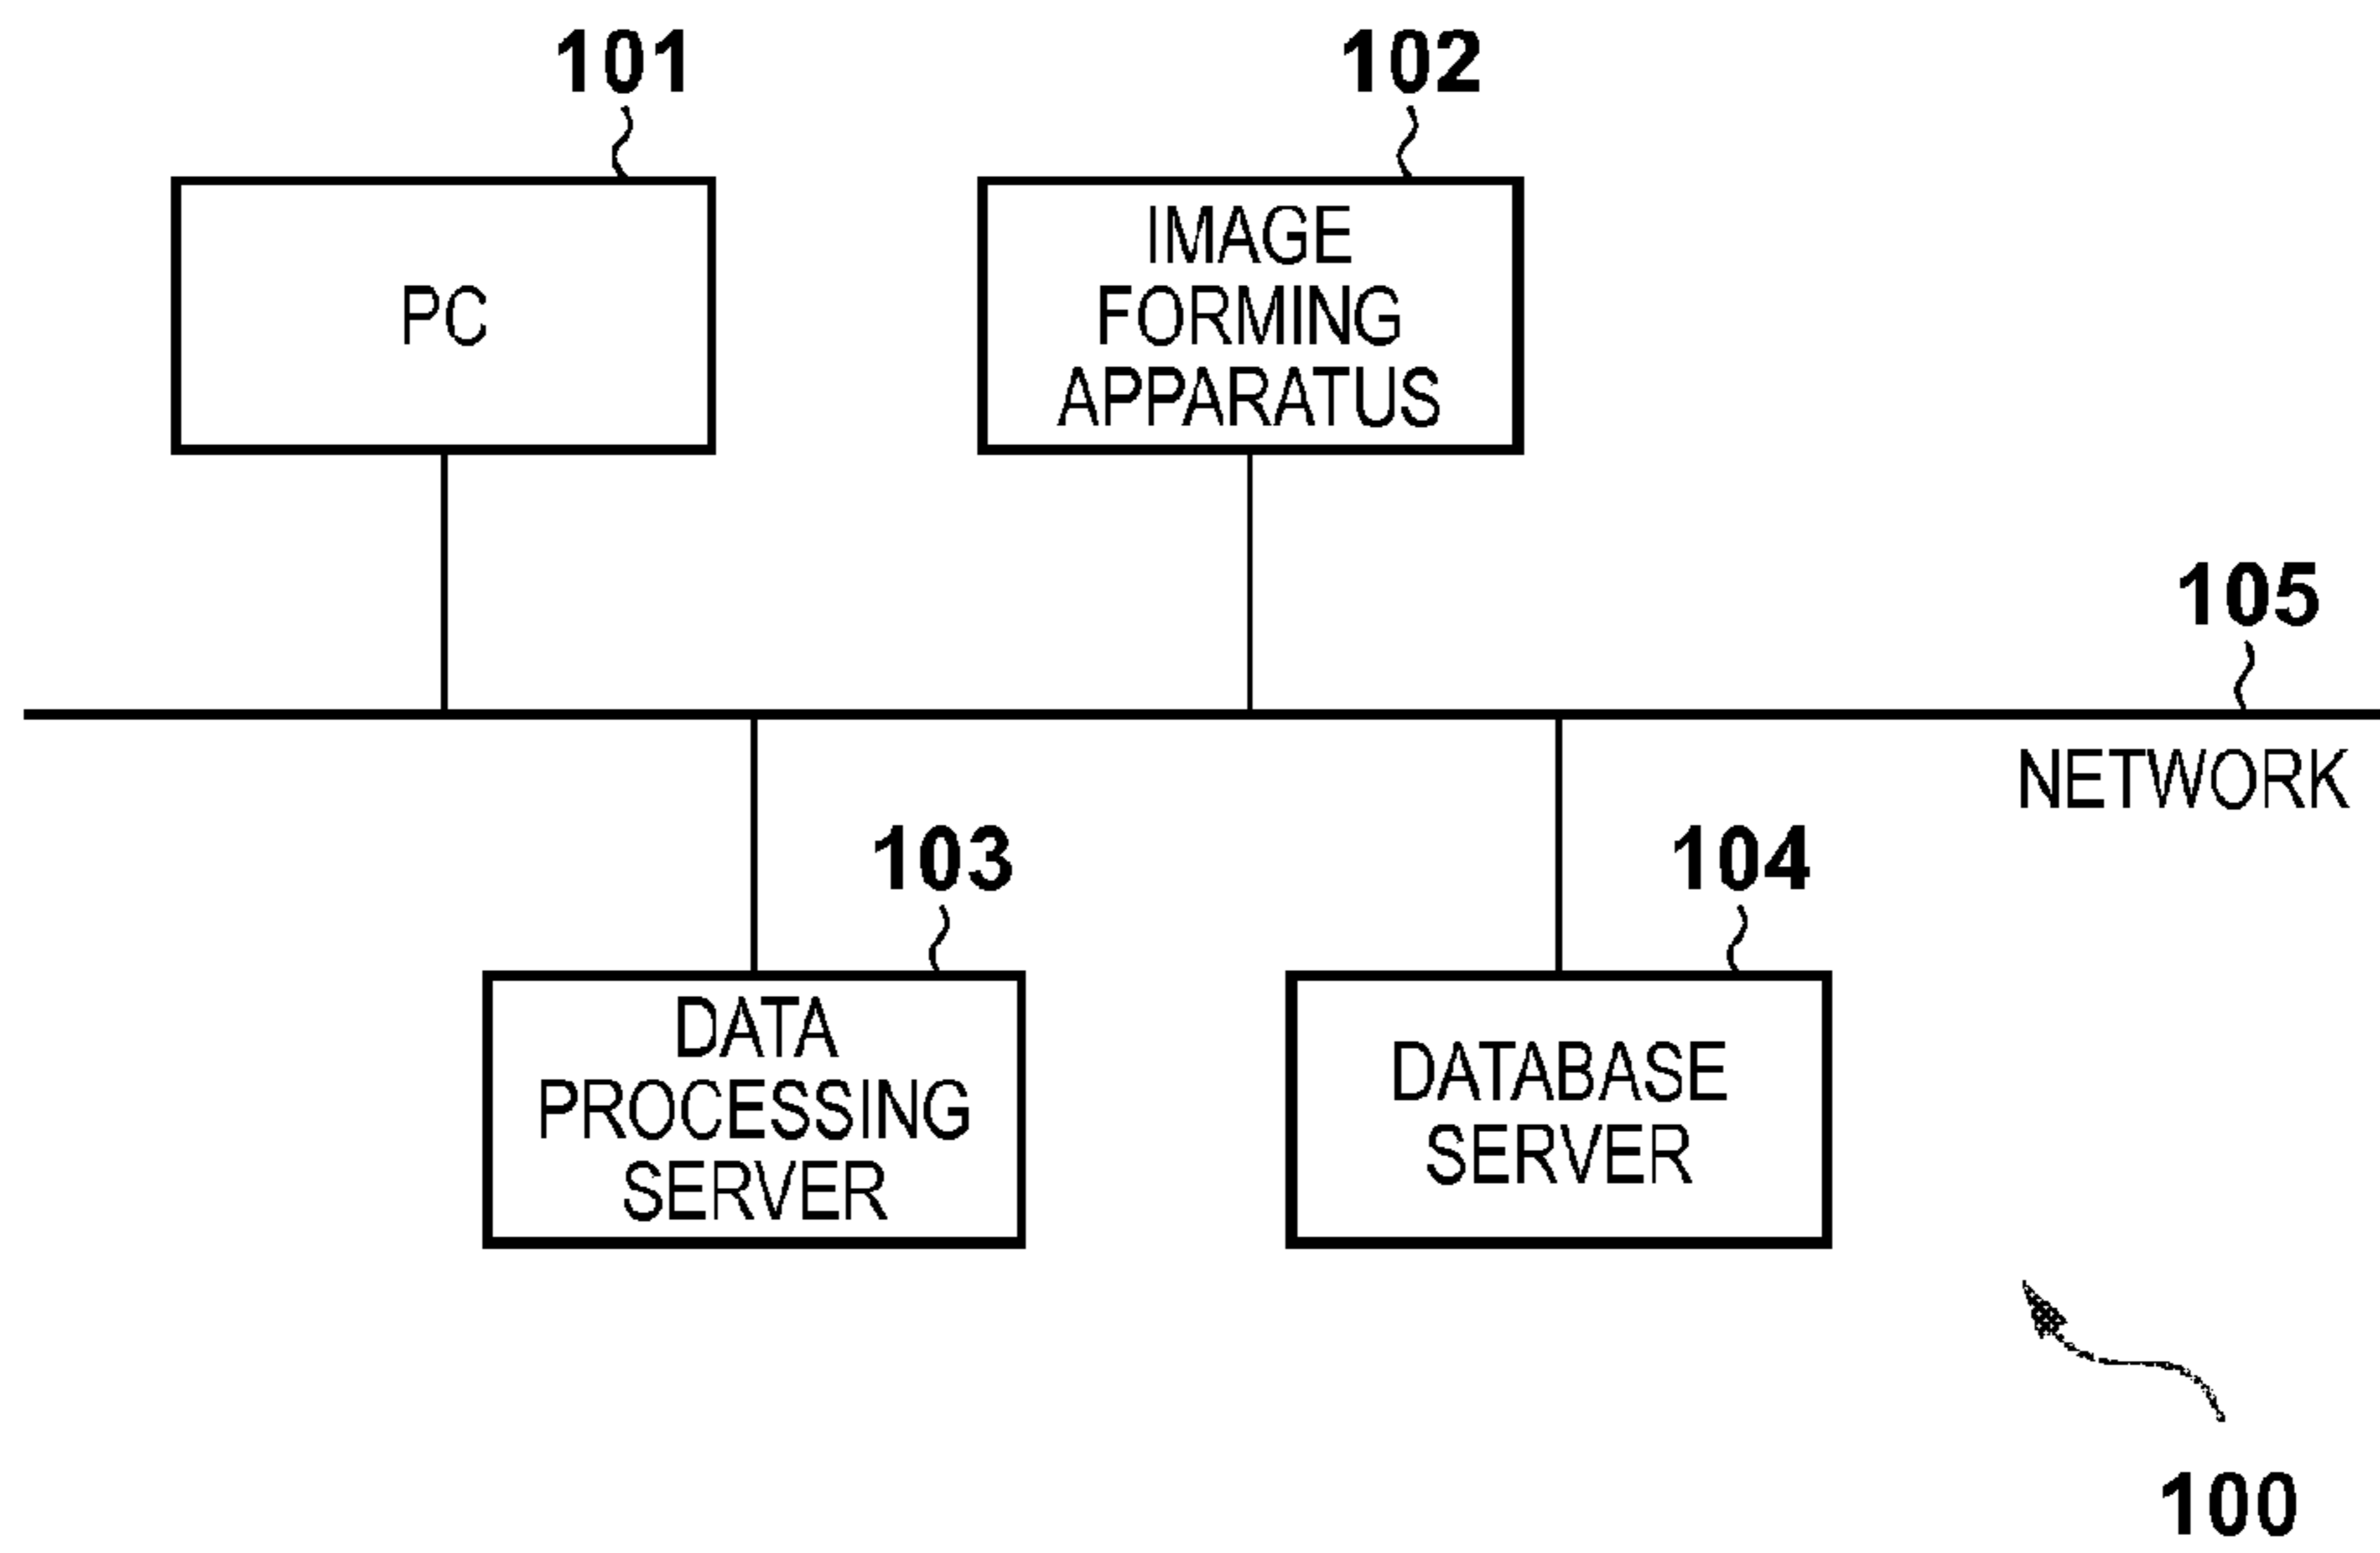 101
PC
102
IMAGE
FORMING
APPARATUS
105
NETWORK
103
DATA
PROCESSING
SERVER
104
DATABASE
SERVER
100